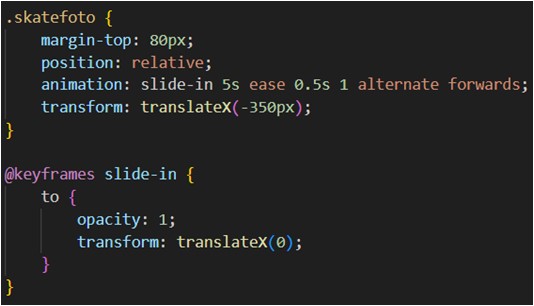 .skatefoto {
    margin-top: 80px;
    position: relative;
    animation: slide-in 5s ease 0.5s 1 alternate forwards;
    transform: translateX(-350px);
}

@keyframes slide-in {
    to {
        opacity: 1;
        transform: translateX(0);
    }
}